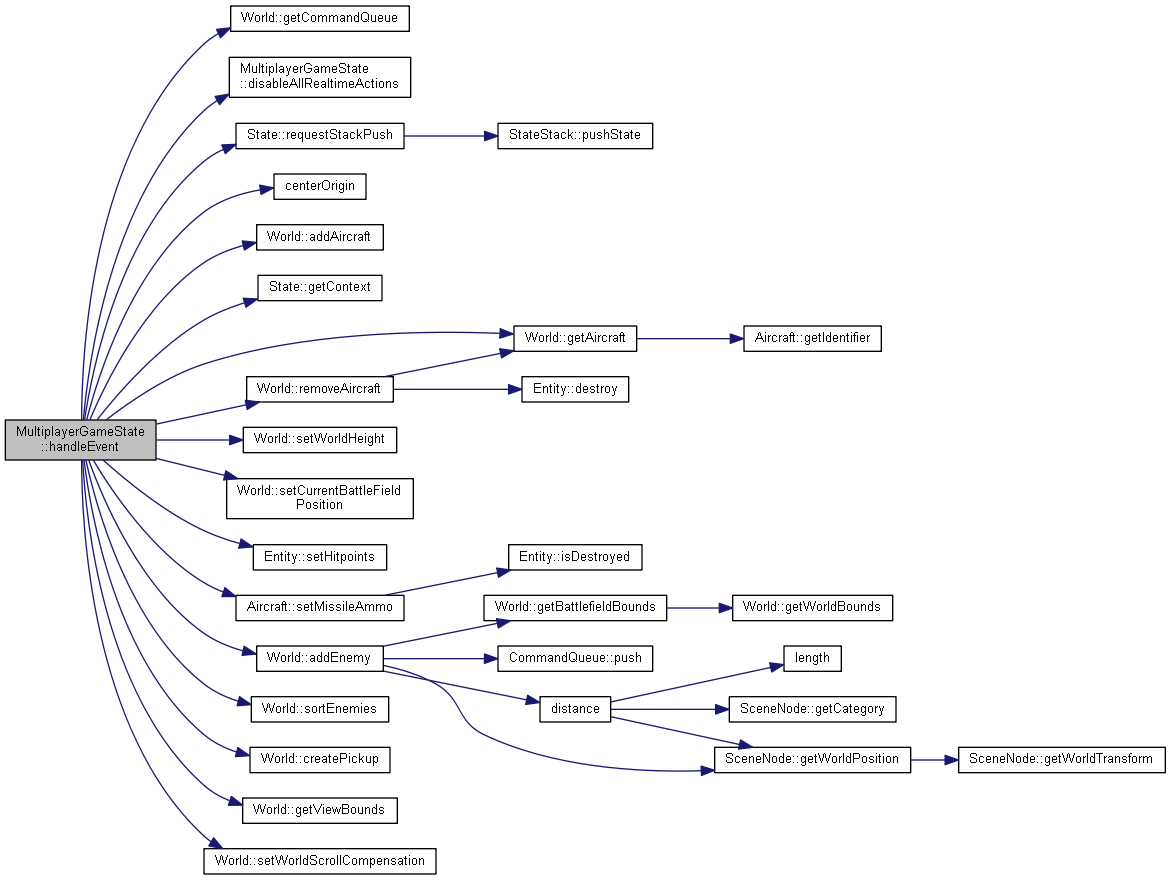 World::getCommandQueue
MultiplayerGameState
::disableAllRealtimeActions
State::requestStackPush
StateStack::pushState
centerOrigin
World::addAircraft
State::getContext
World::getAircraft
Aircraft::getIdentifier
World::removeAircraft
Entity::destroy
MultiplayerGameState
::handleEvent
World::setWorldHeight
World::setCurrentBattleField
Position
Entity::setHitpoints
Entity::isDestroyed
Aircraft::setMissileAmmo
World::getBattlefieldBounds
World::getWorldBounds
World::addEnemy
CommandQueue::push
length
World::sortEnemies
distance
SceneNode::getCategory
World::createPickup
SceneNode::getWorldPosition
SceneNode::getWorldTransform
World::getViewBounds
World::setWorldScrollCompensation